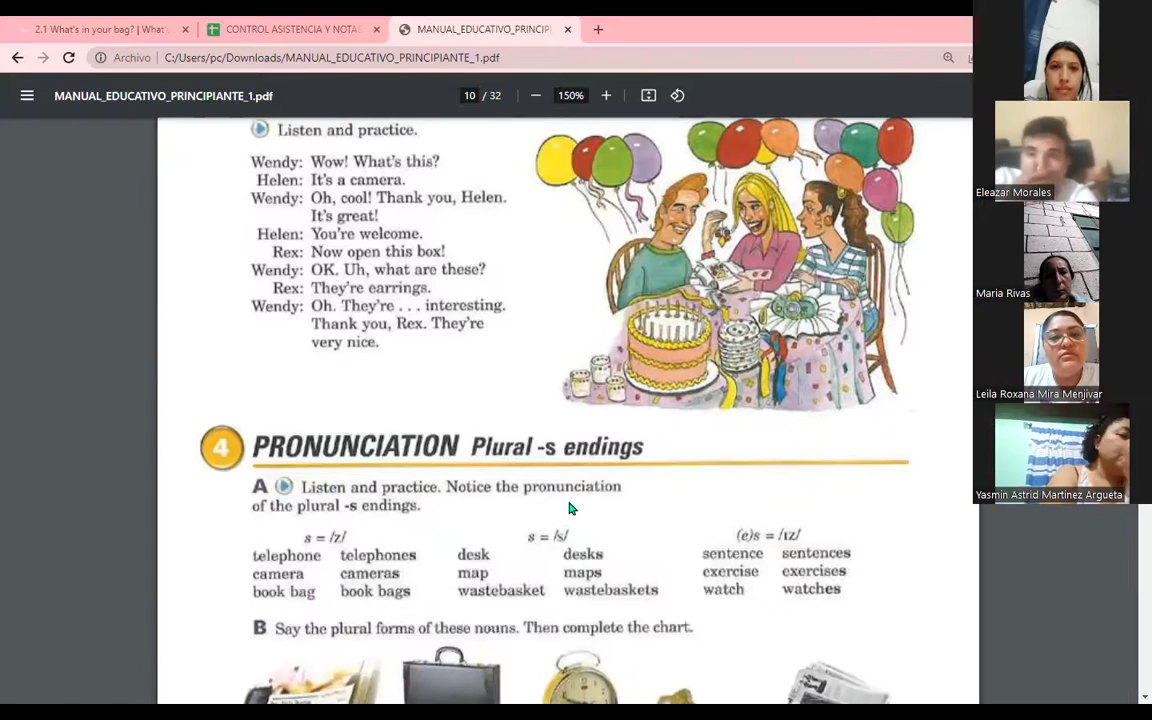 2.1 What's in your bag? | What's
CONTROL ASISTENCIA Y NOTAS
MANUAL_EDUCATIVO_PRINCIPI
Archivo | C:/Users/pc/Downloads/MANUAL_EDUCATIVO_PRINCIPIANTE_1.pdf
MANUAL_EDUCATIVO_PRINCIPIANTE_1.pdf
10 / 32
150%
Listen and practice.
Wendy: Wow! What's this?
Helen: It's a camera.
Wendy: Oh, cool! Thank you, Helen.
It's great!
Helen: You're welcome.
Rex: Now open this box!
Wendy: OK. Uh, what are these?
Rex: They're earrings.
Wendy: Oh. They're . . . interesting.
Thank you, Rex. They're
very nice.
4 PRONUNCIATION Plural -s endings
A Listen and practice. Notice the pronunciation
of the plural -s endings.
s = /z/ s = /s/ (e)s = /ɪz/
telephone telephones desk desks sentence sentences
camera cameras map maps exercise exercises
book bag book bags wastebasket wastebaskets watch watches
B Say the plural forms of these nouns. Then complete the chart.
Eleazar Morales
Maria Rivas
Leila Roxana Mira Menjivar
Yasmin Astrid Martinez Argueta